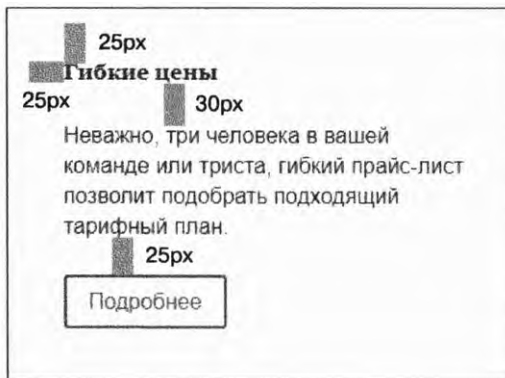 25px
Гибкие цены
25px
30px
Неважно, три человека в вашей
команде или триста, гибкий прайс-лист
позволит подобрать подходящий
тарифный план.
25px
Подробнее